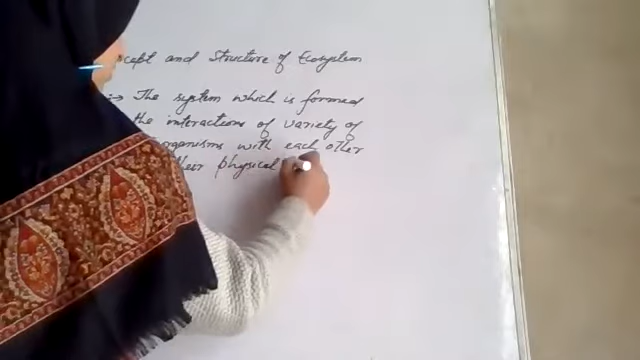 cept and Structure of Ecosystem
The system which is formed
the interactions of variety of
organisms with each other
their physical